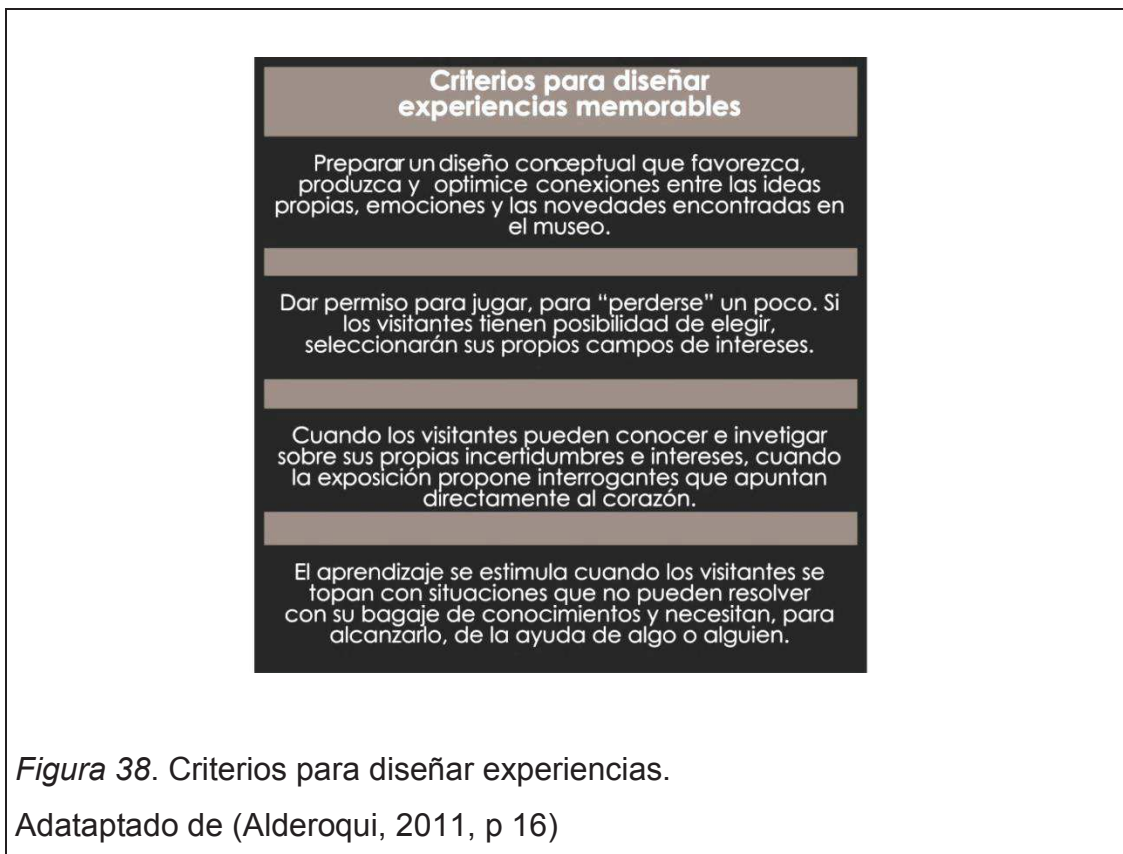 Criterios para diseñar
experiencias memorables
Preparar un diseño conceptual que favorezca,
produzca y optimice conexiones entre las ideas
propias, emociones y las novedades encontradas en
el museo.
Dar permiso para jugar, para “perderse” un poco. Si
los visitantes tienen posibilidad de elegir,
seleccionarán sus propios campos de intereses.
Cuando los visitantes pueden conocer e invetigar
sobre sus propias incertidumbres e intereses, cuando
la exposición propone interrogantes que apuntan
directamente al corazón.
El aprendizaje se estimula cuando los visitantes se
topan con situaciones que no pueden resolver
con su bagaje de conocimientos y necesitan, para
alcanzarlo, de la ayuda de algo o alguien.
Figura 38. Criterios para diseñar experiencias.
Adataptado de (Alderoqui, 2011, p 16)